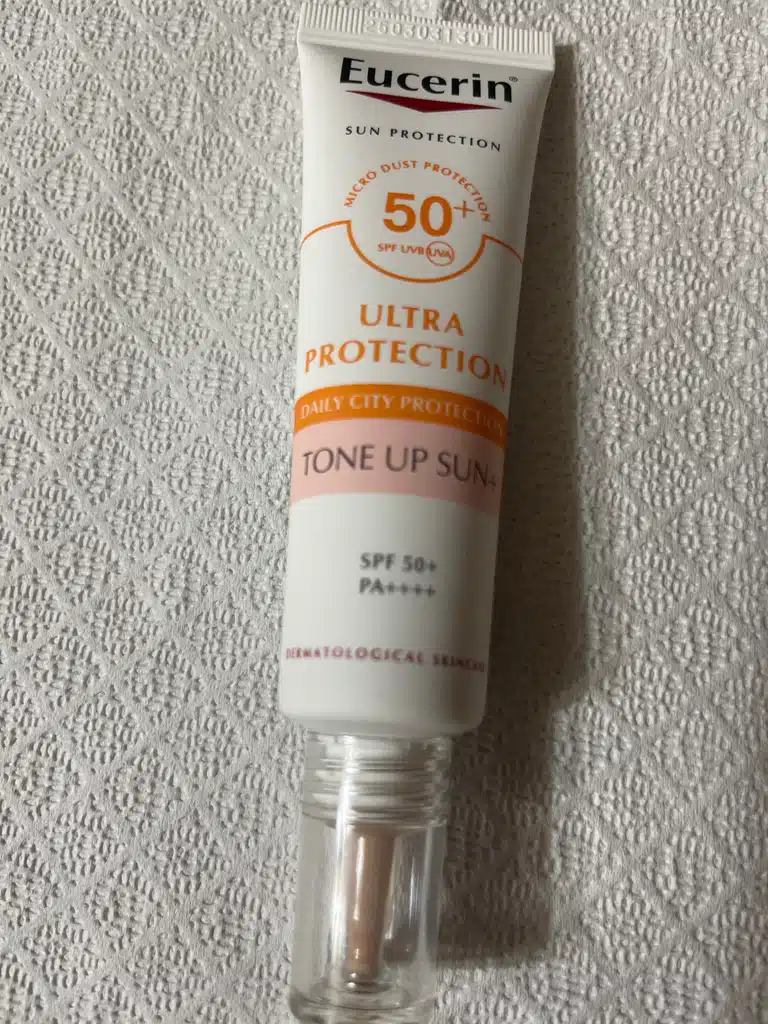 2603031301
Eucerin®
SUN PROTECTION
MICRO DUST PROTECTION
50+
SPF UVB UVA
ULTRA
PROTECTION
DAILY CITY PROTECTION
TONE UP SUN+
SPF 50+
PA++++
DERMATOLOGICAL SKINCARE